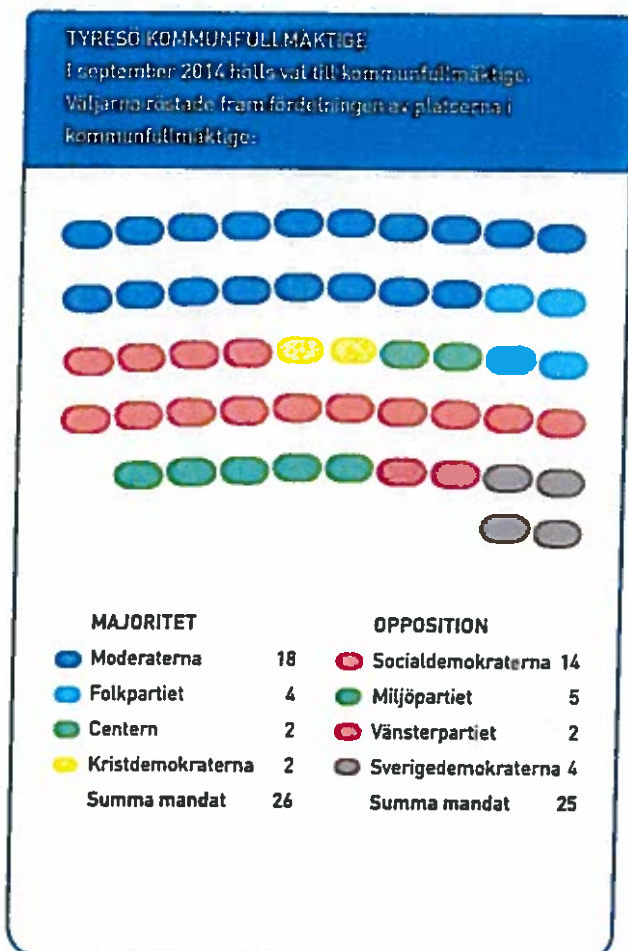 TYRESÖ KOMMUNFULLMÄKTIGE
I september 2014 hölls val till kommunfullmäktige.
Väljarna röstade fram fördelningen av platserna i
kommunfullmäktige:
MAJORITET
Moderaterna 18
Folkpartiet 4
Centern 2
Kristdemokraterna 2
Summa mandat 26
OPPOSITION
Socialdemokraterna 14
Miljöpartiet 5
Vänsterpartiet 2
Sverigedemokraterna 4
Summa mandat 25